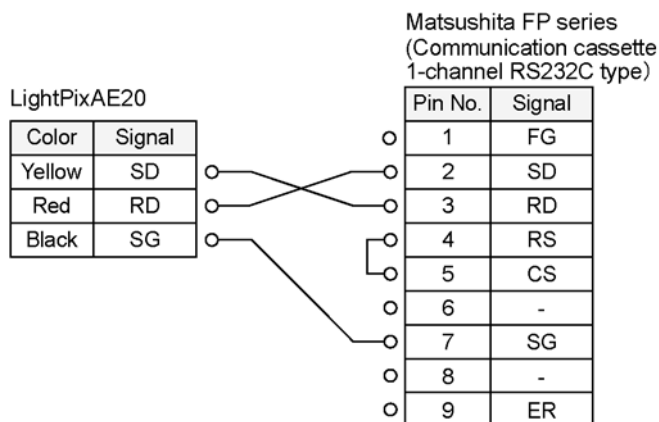 Matsushita FP series
(Communication cassette
1-channel RS232C type)
LightPixAE20
Color Signal
Yellow SD
Red RD
Black SG
Pin No. Signal
1 FG
2 SD
3 RD
4 RS
5 CS
6 -
7 SG
8 -
9 ER